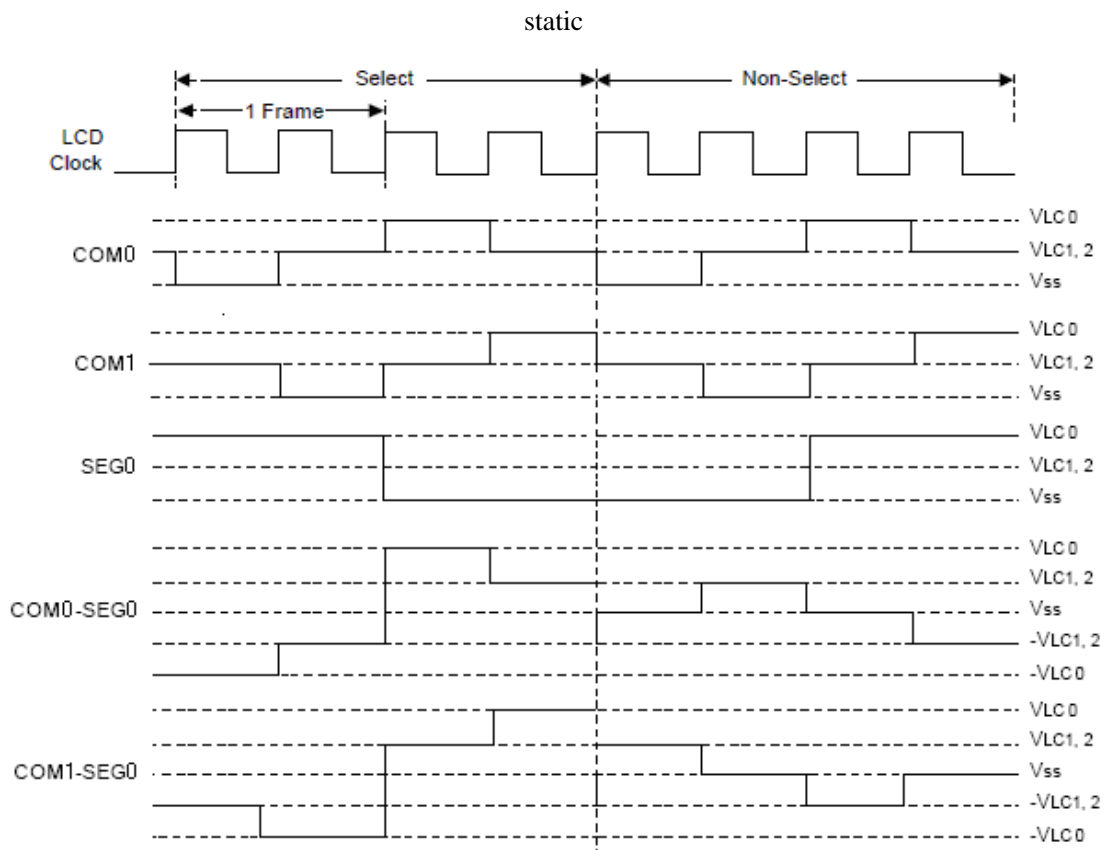 static
Select Non-Select
1 Frame
LCD
Clock
VLC0
COM0 VLC1, 2
Vss
VLC0
COM1 VLC1, 2
Vss
VLC0
SEG0 VLC1, 2
Vss
VLC0
VLC1, 2
COM0-SEG0 Vss
-VLC1, 2
-VLC0
VLC0
VLC1, 2
COM1-SEG0 Vss
-VLC1, 2
-VLC0